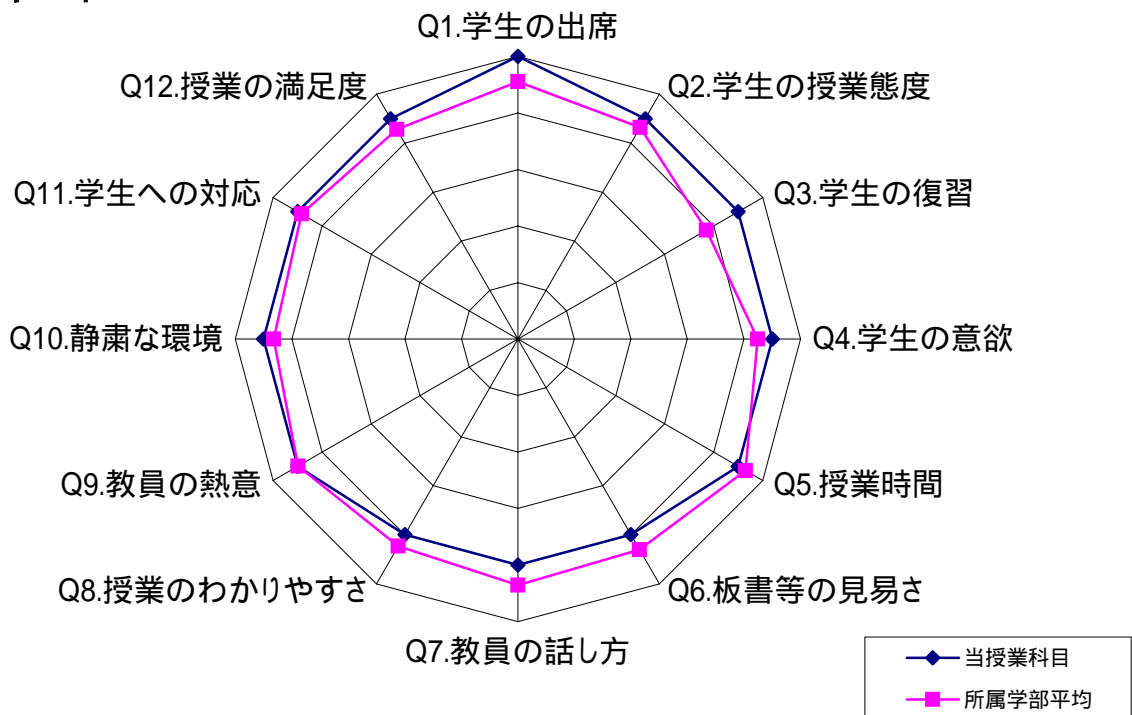 Q1.学生の出席
Q2.学生の授業態度
Q3.学生の復習
Q4.学生の意欲
Q5.授業時間
Q6.板書等の見易さ
Q7.教員の話し方
Q8.授業のわかりやすさ
Q9.教員の熱意
Q10.静粛な環境
Q11.学生への対応
Q12.授業の満足度
当授業科目
所属学部平均